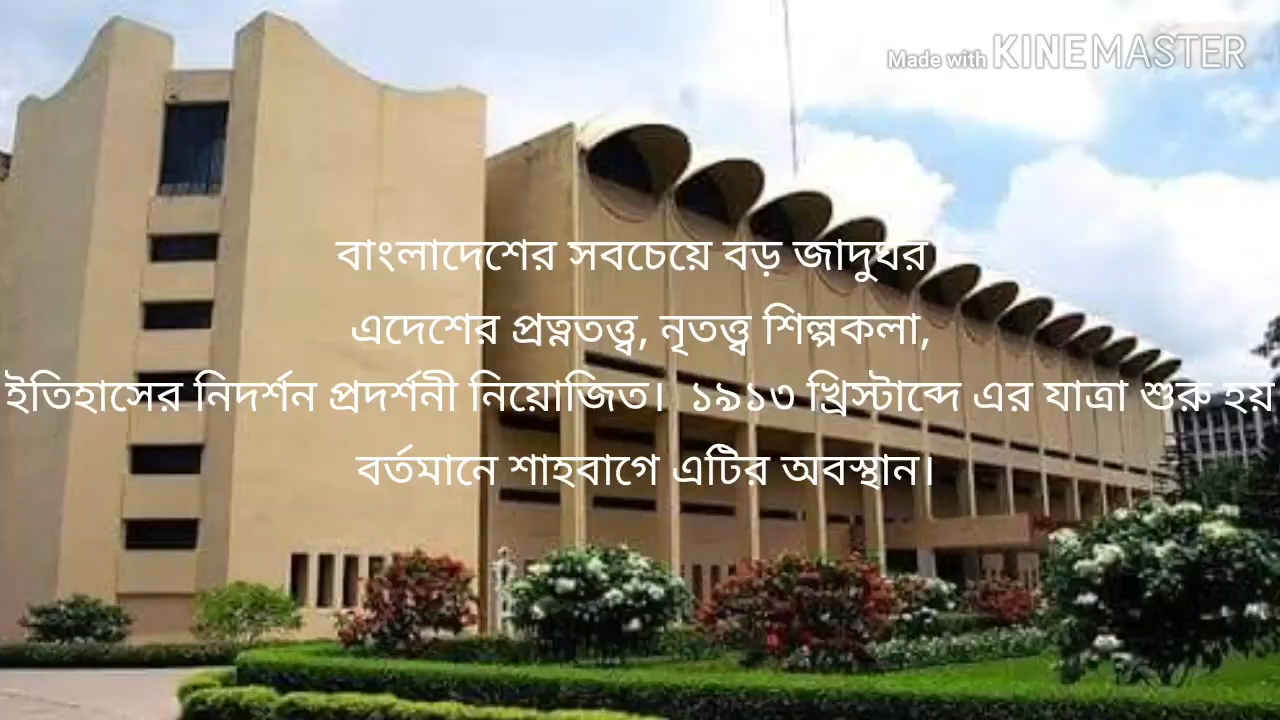 Made with KINEMASTER
বাংলাদেশের সবচেয়ে বড় জাদুঘর।
এদেশের প্রত্নতত্ত্ব, নৃতত্ত্ব শিল্পকলা,
ইতিহাসের নিদর্শন প্রদর্শনী নিয়োজিত। ১৯১৩ খ্রিস্টাব্দে এর যাত্রা শুরু হয়
বর্তমানে শাহবাগে এটির অবস্থান।